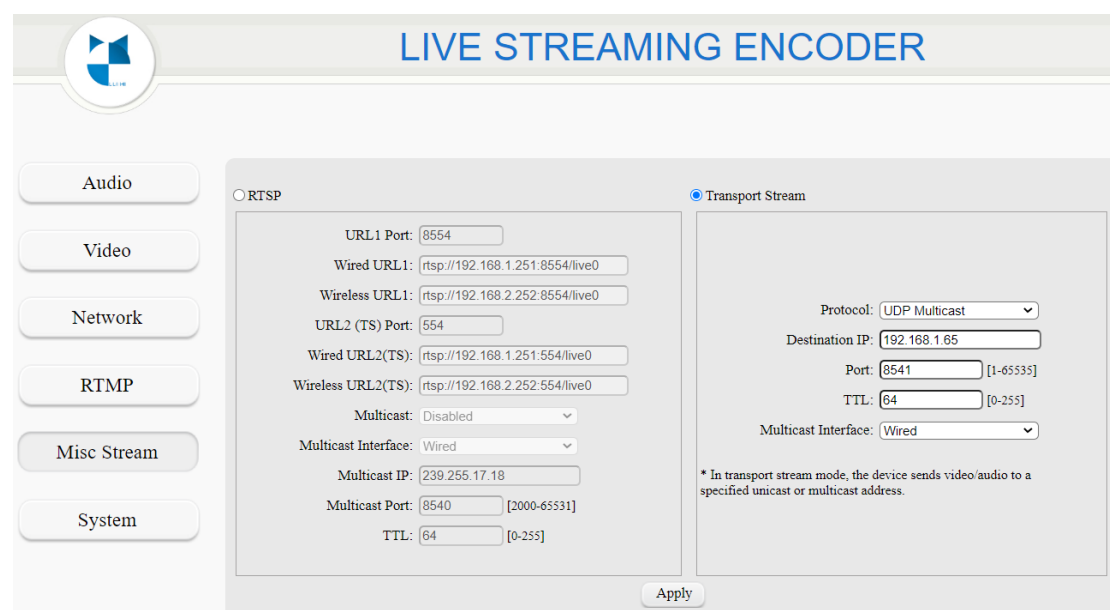 LIVE STREAMING ENCODER
Audio
Video
Network
RTMP
Misc Stream
System
RTSP
URL1 Port: 8554
Wired URL1: rtsp://192.168.1.251:8554/live0
Wireless URL1: rtsp://192.168.2.252:8554/live0
URL2 (TS) Port: 554
Wired URL2(TS): rtsp://192.168.1.251:554/live0
Wireless URL2(TS): rtsp://192.168.2.252:554/live0
Multicast: Disabled
Multicast Interface: Wired
Multicast IP: 239.255.17.18
Multicast Port: 8540 [2000-65531]
TTL: 64 [0-255]
Transport Stream
Protocol: UDP Multicast
Destination IP: 192.168.1.65
Port: 8541 [1-65535]
TTL: 64 [0-255]
Multicast Interface: Wired
* In transport stream mode, the device sends video/audio to a
specified unicast or multicast address.
Apply